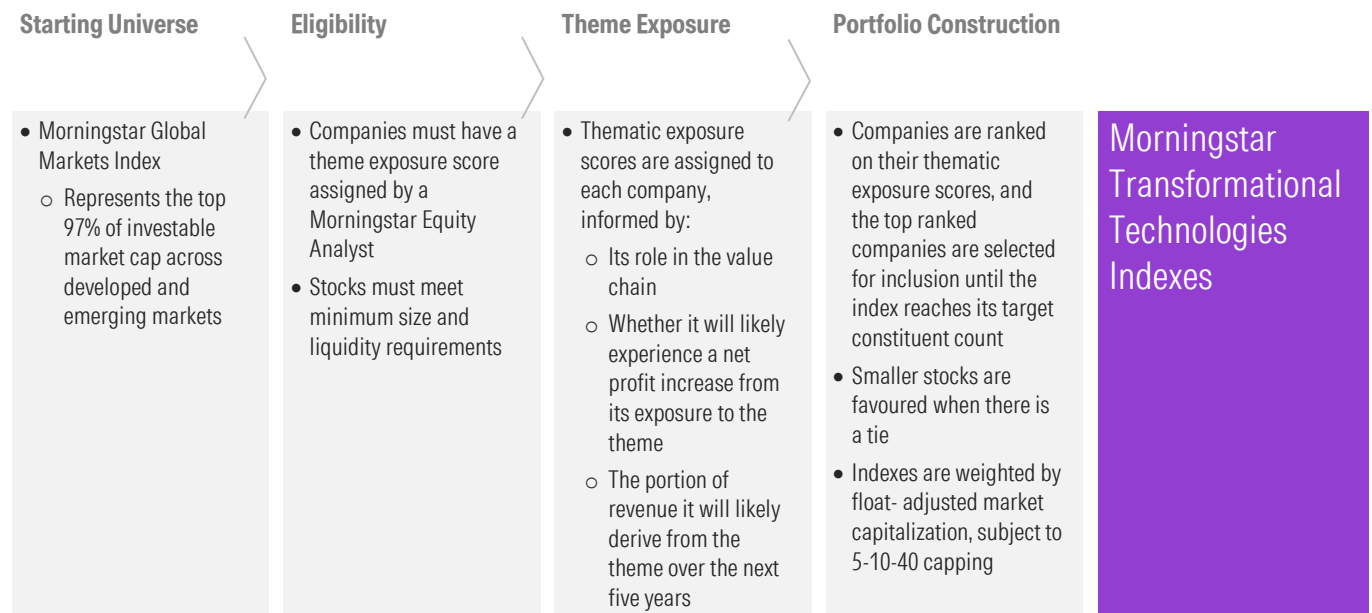 Starting Universe
Eligibility
Theme Exposure
Portfolio Construction
• Morningstar Global
Markets Index
o Represents the top
97% of investable
market cap across
developed and
emerging markets
• Companies must have a
theme exposure score
assigned by a
Morningstar Equity
Analyst
• Stocks must meet
minimum size and
liquidity requirements
• Thematic exposure
scores are assigned to
each company,
informed by:
o Its role in the value
chain
o Whether it will likely
experience a net
profit increase from
its exposure to the
theme
o The portion of
revenue it will likely
derive from the
theme over the next
five years
• Companies are ranked
on their thematic
exposure scores, and
the top ranked
companies are selected
for inclusion until the
index reaches its target
constituent count
• Smaller stocks are
favoured when there is
a tie
• Indexes are weighted by
float- adjusted market
capitalization, subject to
5-10-40 capping
Morningstar
Transformational
Technologies
Indexes